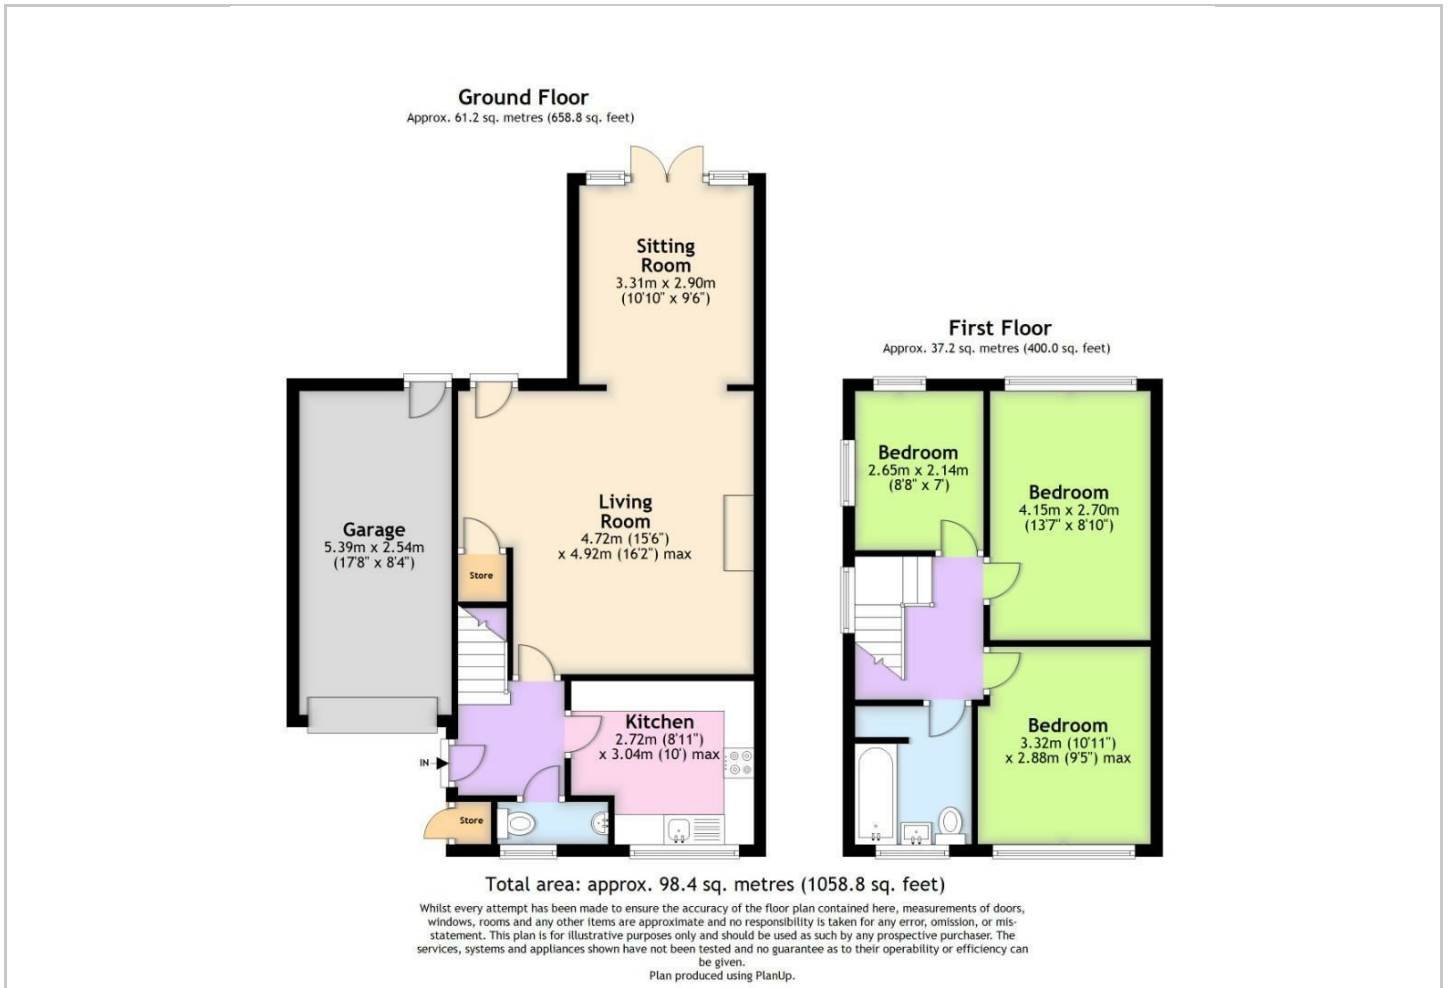 Ground Floor
Approx. 61.2 sq. metres (658.8 sq. feet)
Sitting
Room
3.31m x 2.90m
(10'10" x 9'6")
Garage
5.39m x 2.54m
(17'8" x 8'4")
Living
Room
4.72m (15'6")
x 4.92m (16'2") max
Store
Kitchen
2.72m (8'11")
x 3.04m (10') max
IN
Store
First Floor
Approx. 37.2 sq. metres (400.0 sq. feet)
Bedroom
2.65m x 2.14m
(8'8" x 7')
Bedroom
4.15m x 2.70m
(13'7" x 8'10")
Bedroom
3.32m (10'11")
x 2.88m (9'5") max
Total area: approx. 98.4 sq. metres (1058.8 sq. feet)
Whilst every attempt has been made to ensure the accuracy of the floor plan contained here, measurements of doors,
windows, rooms and any other items are approximate and no responsibility is taken for any error, omission, or mis-
statement. This plan is for illustrative purposes only and should be used as such by any prospective purchaser. The
services, systems and appliances shown have not been tested and no guarantee as to their operability or efficiency can
be given.
Plan produced using PlanUp.